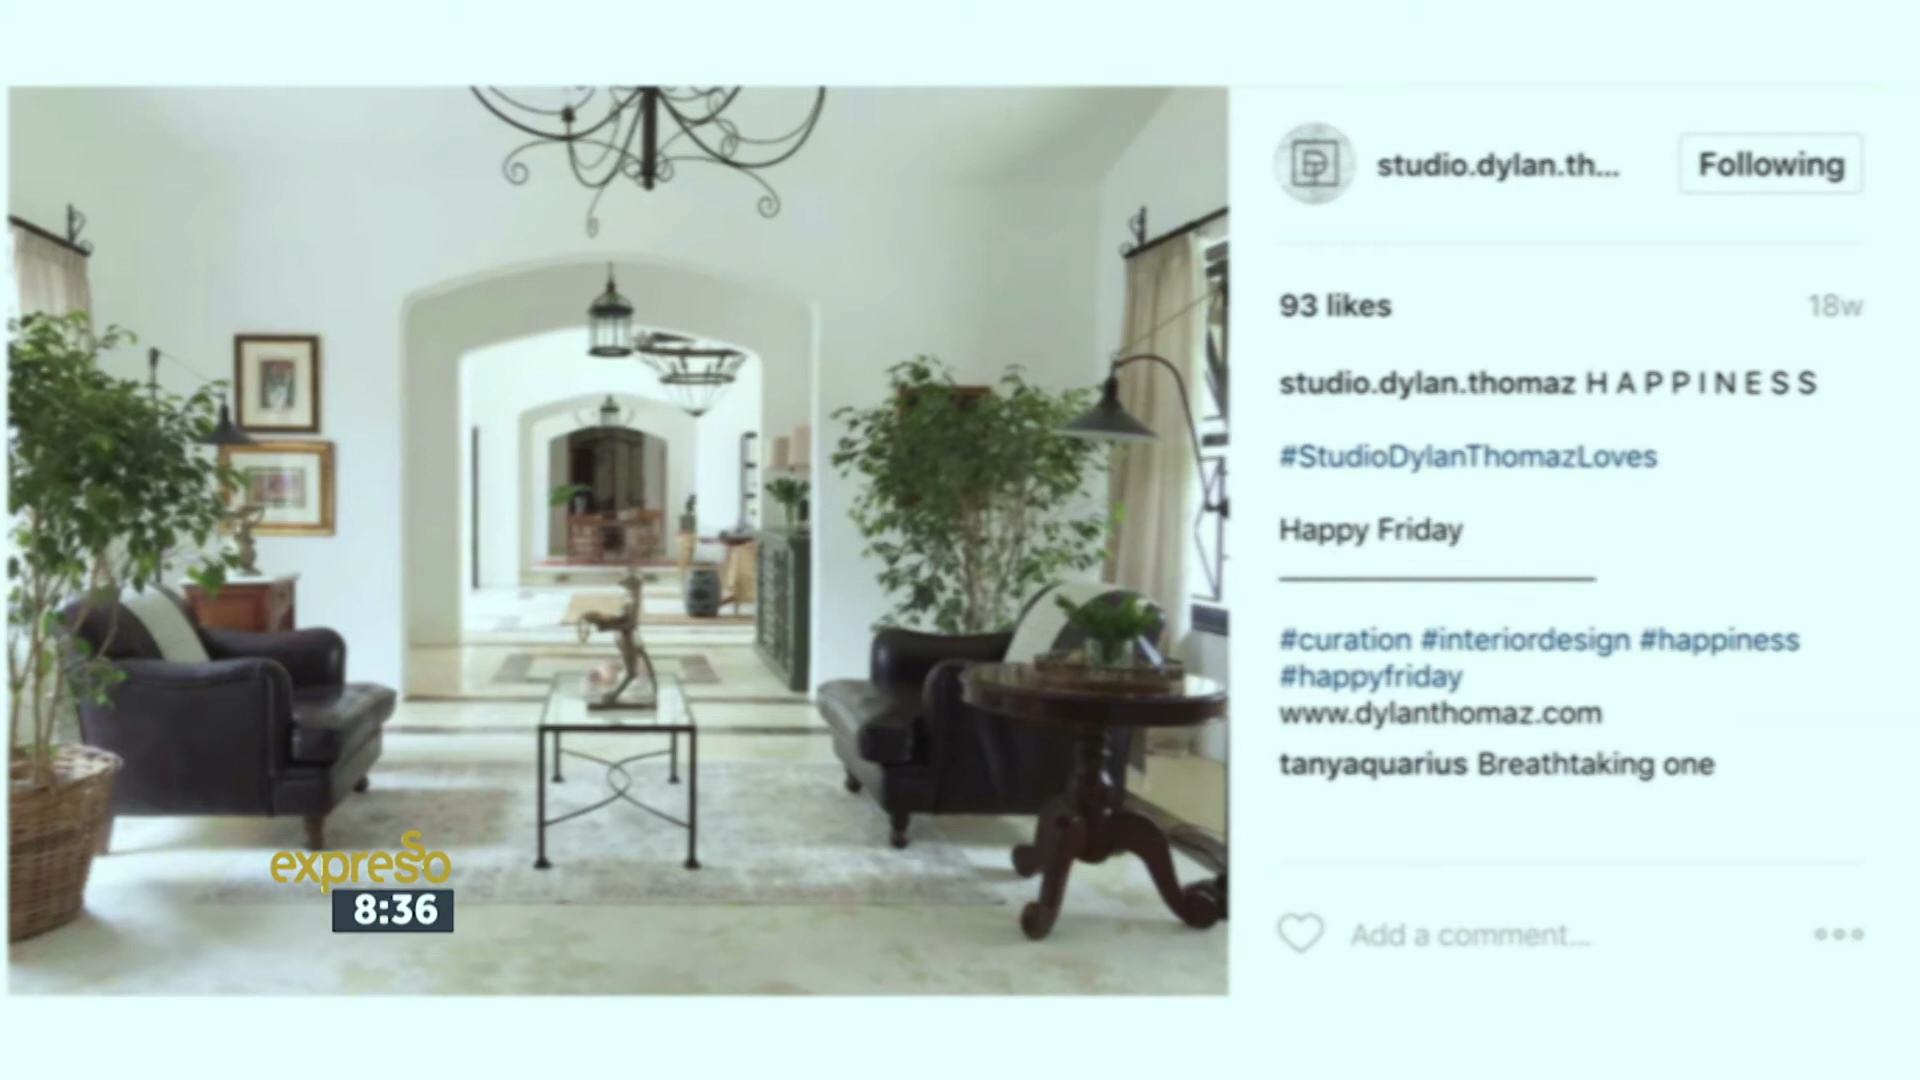 studio.dylan.th...
Following
93 likes
18w
studio.dylan.thomaz H A P P I N E S S
#StudioDylanThomazLoves
Happy Friday
#curation #interiordesign #happiness
#happyfriday
www.dylanthomaz.com
tanyaquarius Breathtaking one
Add a comment...
expresso
8:36